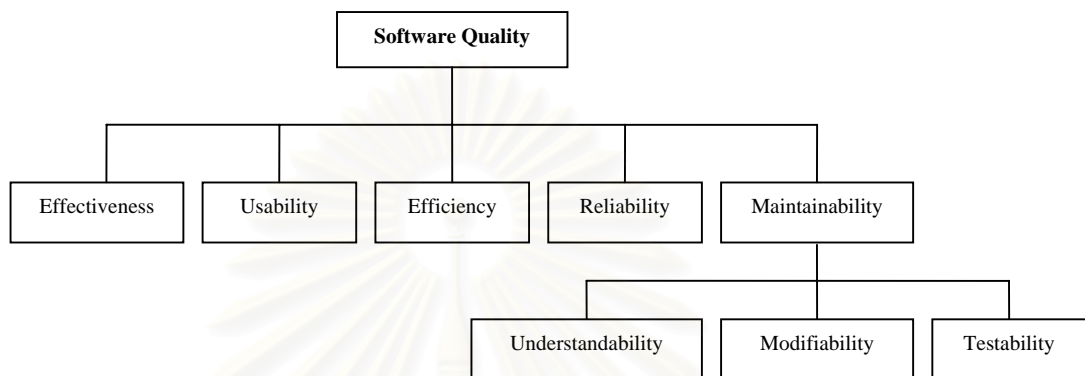 Software Quality
Effectiveness
Usability
Efficiency
Reliability
Maintainability
Understandability
Modifiability
Testability